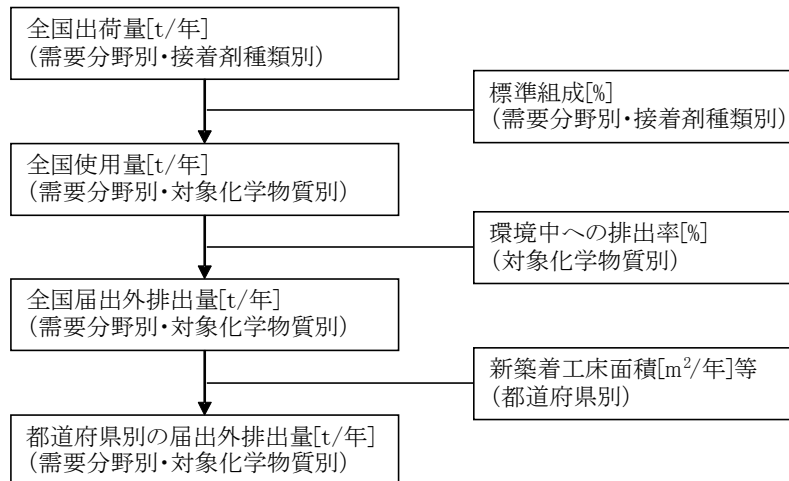 全国出荷量[t/年]
(需要分野別・接着剤種類別)
標準組成[%]
(需要分野別・接着剤種類別)
全国使用量[t/年]
(需要分野別・対象化学物質別)
環境中への排出率[%]
(対象化学物質別)
全国届出外排出量[t/年]
(需要分野別・対象化学物質別)
新築着工床面積[m²/年]等
(都道府県別)
都道府県別の届出外排出量[t/年]
(需要分野別・対象化学物質別)